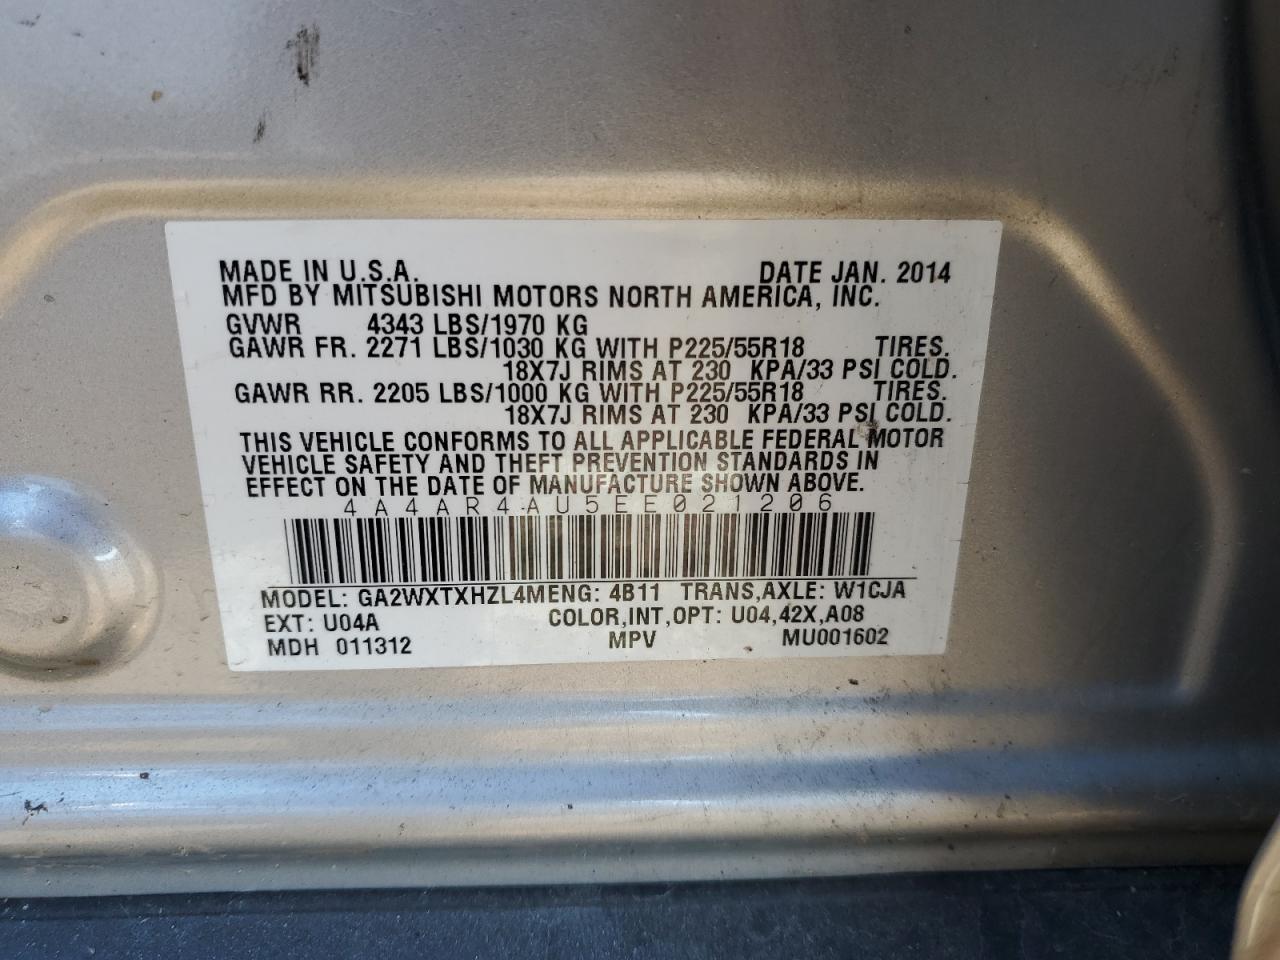 MADE IN U.S.A. DATE JAN. 2014
MFD BY MITSUBISHI MOTORS NORTH AMERICA, INC.
GVWR 4343 LBS/1970 KG
GAWR FR. 2271 LBS/1030 KG WITH P225/55R18 TIRES.
18X7J RIMS AT 230 KPA/33 PSI COLD.
GAWR RR. 2205 LBS/1000 KG WITH P225/55R18 TIRES.
18X7J RIMS AT 230 KPA/33 PSI COLD.
THIS VEHICLE CONFORMS TO ALL APPLICABLE FEDERAL MOTOR
VEHICLE SAFETY AND THEFT PREVENTION STANDARDS IN
EFFECT ON THE DATE OF MANUFACTURE SHOWN ABOVE.
4A4AR4AU5EE021206
MODEL: GA2WXTXHZL4MENG: 4B11 TRANS,AXLE: W1CJA
EXT: U04A COLOR,INT,OPT: U04,42X,A08
MDH 011312 MPV MU001602